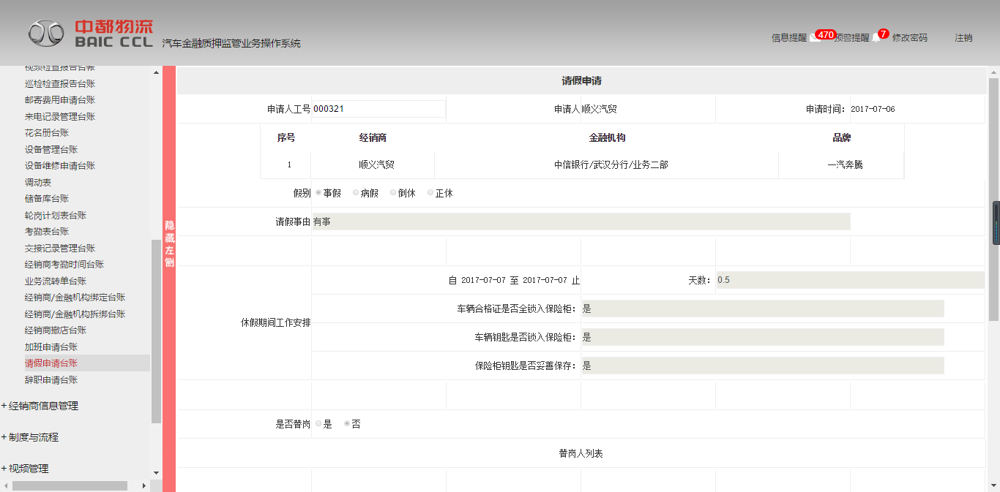 中都物流
BAIC CCL
汽车金融质押监管业务操作系统
信息提醒 470 预警提醒 7 修改密码 注销
视频检查报告台账
巡检检查报告台账
邮寄费用申请台账
来电记录管理台账
花名册台账
设备管理台账
设备维修申请台账
调动表
储备库台账
轮岗计划表台账
考勤表台账
交接记录管理台账
经销商考勤时间台账
业务流转单台账
经销商/金融机构绑定台账
经销商/金融机构拆绑台账
经销商撤店台账
加班申请台账
请假申请台账
辞职申请台账
+ 经销商信息管理
+ 制度与流程
+ 视频管理
隐藏左侧
请假申请
申请人工号 000321 申请人 顺义汽贸 申请时间: 2017-07-06
序号 经销商 金融机构 品牌
1 顺义汽贸 中信银行/武汉分行/业务二部 一汽奔腾
假别 事假 病假 倒休 正休
请假事由 有事
自 2017-07-07 至 2017-07-07 止 天数: 0.5
休假期间工作安排
车辆合格证是否全锁入保险柜: 是
车辆钥匙是否锁入保险柜: 是
保险柜钥匙是否妥善保存: 是
是否替岗 是 否
替岗人列表